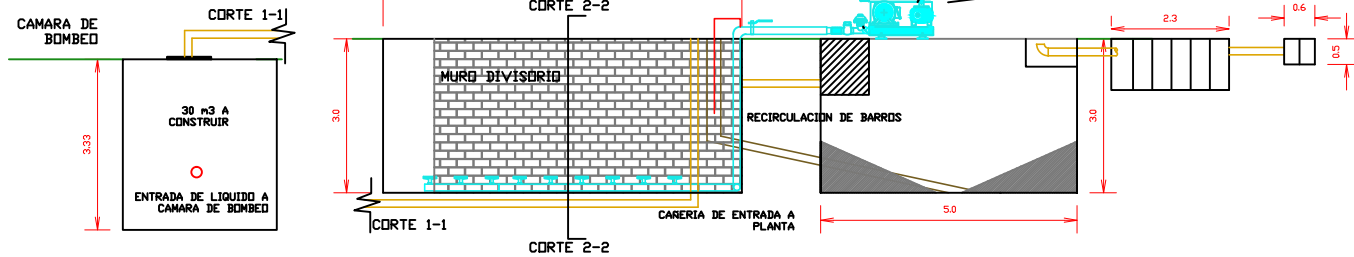 CORTE 2-2
CORTE 1-1
CAMARA DE
BOMBEO
0.6
2.3
0.5
MURO DIVISORIO
30 m3 A
CONSTRUIR
3.33
3.0
RECIRCULACION DE BARROS
3.0
ENTRADA DE LIQUIDO A
CAMARA DE BOMBEO
CAÑERIA DE ENTRADA A
PLANTA
5.0
CORTE 1-1
CORTE 2-2